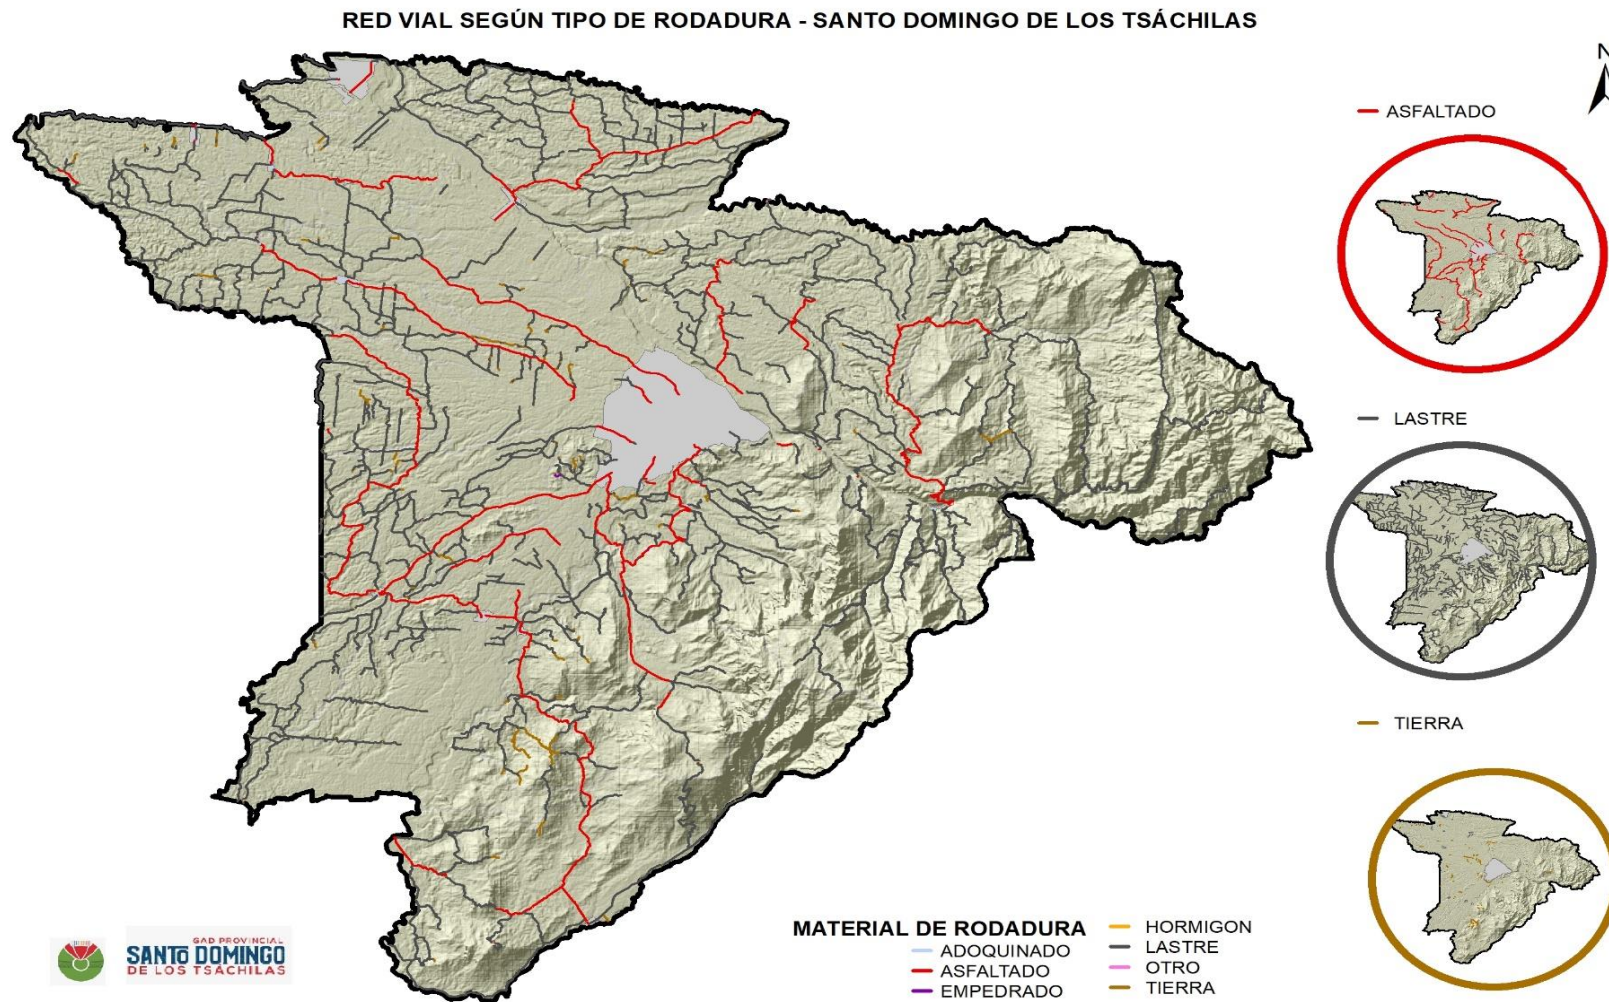 RED VIAL SEGÚN TIPO DE RODADURA - SANTO DOMINGO DE LOS TSÁCHILAS
N
ASFALTADO
LASTRE
TIERRA
GAD PROVINCIAL
SANTO DOMINGO
DE LOS TSÁCHILAS
MATERIAL DE RODADURA
ADOQUINADO
ASFALTADO
EMPEDRADO
HORMIGON
LASTRE
OTRO
TIERRA